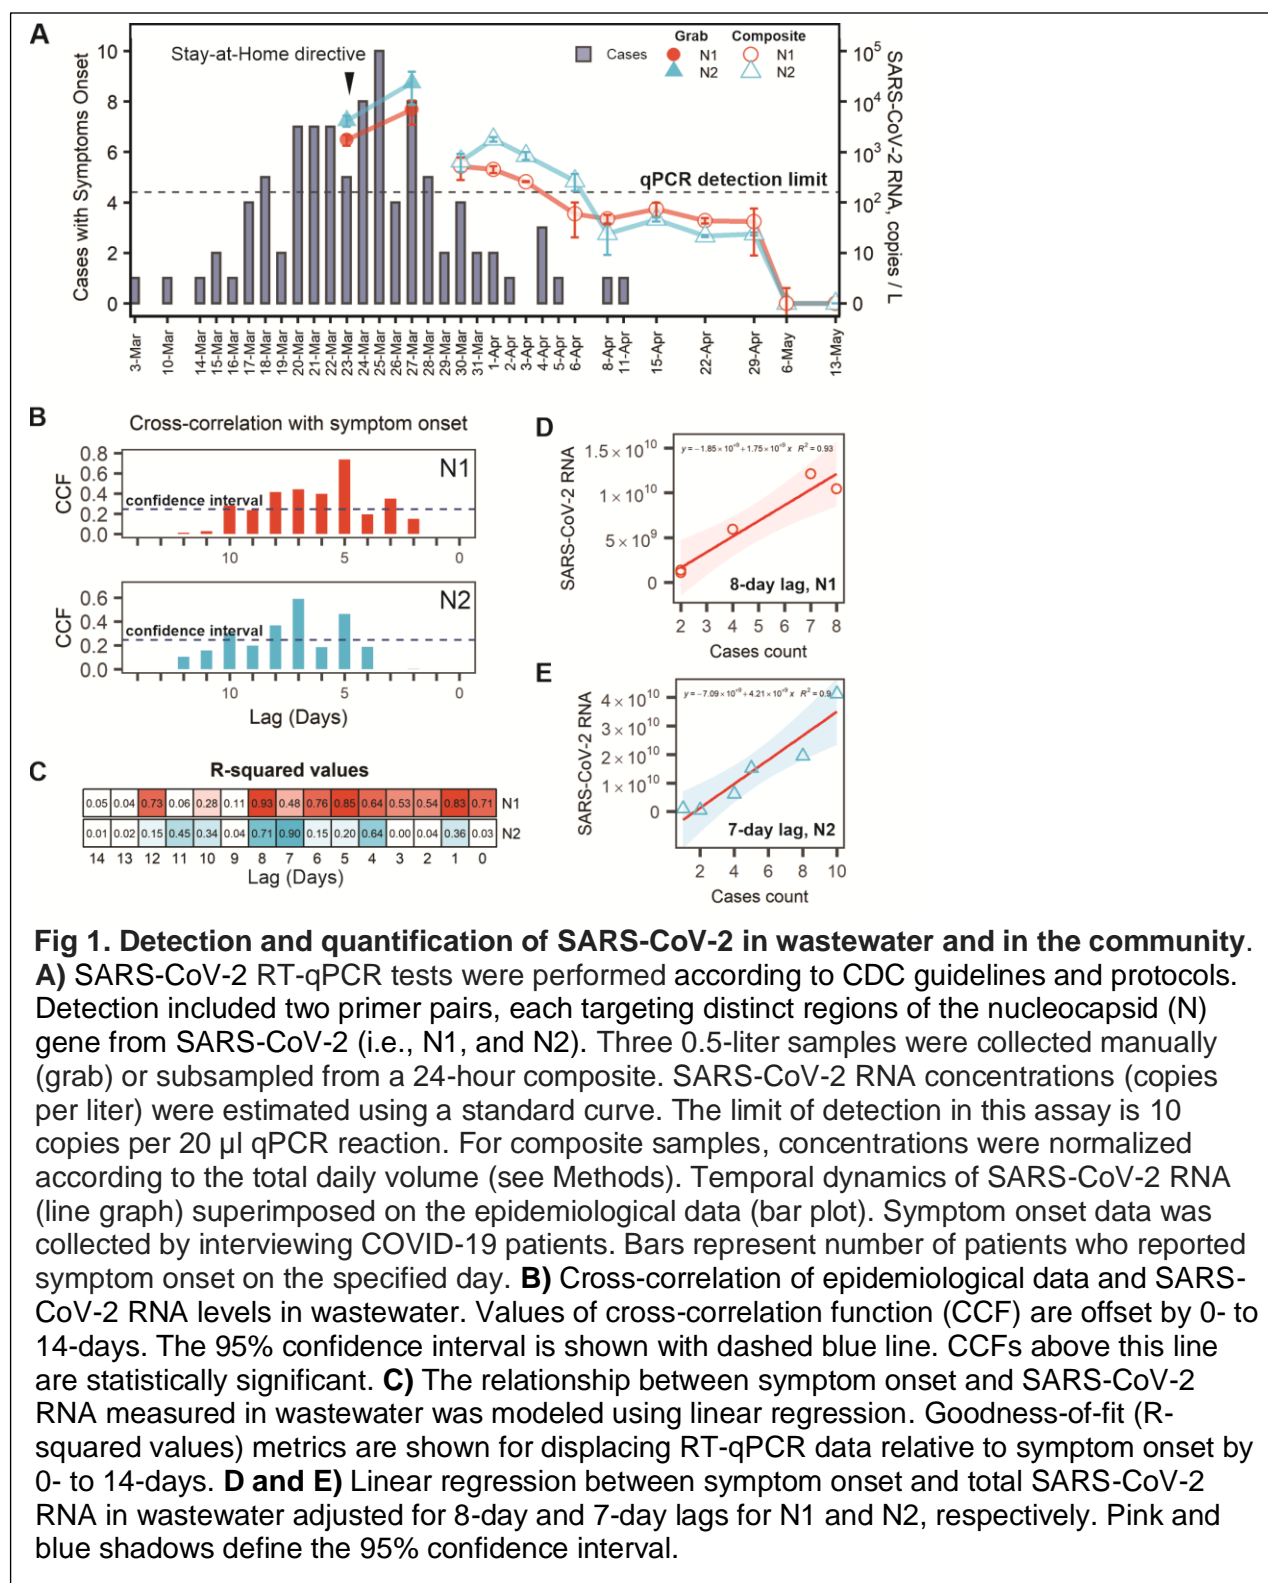 A
Stay-at-Home directive
Cases
Grab Composite
N1 N1
N2 N2
Cases with Symptoms Onset
10
8
6
4
2
0
qPCR detection limit
10⁵
10⁴
10³
10²
10
0
SARS-CoV-2 RNA, copies / L
3-Mar
10-Mar
14-Mar
15-Mar
16-Mar
17-Mar
18-Mar
19-Mar
20-Mar
21-Mar
22-Mar
23-Mar
24-Mar
25-Mar
26-Mar
27-Mar
28-Mar
29-Mar
30-Mar
31-Mar
1-Apr
2-Apr
3-Apr
4-Apr
5-Apr
6-Apr
8-Apr
11-Apr
15-Apr
22-Apr
29-Apr
6-May
13-May
B
Cross-correlation with symptom onset
N1
CCF
0.8
0.6
0.4
0.2
0.0
confidence interval
10 5 0
N2
CCF
0.6
0.4
0.2
0.0
confidence interval
10 5 0
Lag (Days)
C
R-squared values
0.05 0.04 0.73 0.06 0.28 0.11 0.93 0.48 0.76 0.85 0.64 0.53 0.54 0.83 0.71 N1
0.01 0.02 0.15 0.45 0.34 0.04 0.71 0.90 0.15 0.20 0.64 0.00 0.04 0.36 0.03 N2
14 13 12 11 10 9 8 7 6 5 4 3 2 1 0
Lag (Days)
D
SARS-CoV-2 RNA
1.5 × 10¹⁰
1 × 10¹⁰
5 × 10⁹
0
y = −1.85 × 10⁺⁹ + 1.75 × 10⁺⁹ x R² = 0.93
8-day lag, N1
2 3 4 5 6 7 8
Cases count
E
SARS-CoV-2 RNA
4 × 10¹⁰
3 × 10¹⁰
2 × 10¹⁰
1 × 10¹⁰
0
y = −7.09 × 10⁺⁹ + 4.21 × 10⁺⁹ x R² = 0.9
7-day lag, N2
2 4 6 8 10
Cases count
Fig 1. Detection and quantification of SARS-CoV-2 in wastewater and in the community.
A) SARS-CoV-2 RT-qPCR tests were performed according to CDC guidelines and protocols.
Detection included two primer pairs, each targeting distinct regions of the nucleocapsid (N)
gene from SARS-CoV-2 (i.e., N1, and N2). Three 0.5-liter samples were collected manually
(grab) or subsampled from a 24-hour composite. SARS-CoV-2 RNA concentrations (copies
per liter) were estimated using a standard curve. The limit of detection in this assay is 10
copies per 20 µl qPCR reaction. For composite samples, concentrations were normalized
according to the total daily volume (see Methods). Temporal dynamics of SARS-CoV-2 RNA
(line graph) superimposed on the epidemiological data (bar plot). Symptom onset data was
collected by interviewing COVID-19 patients. Bars represent number of patients who reported
symptom onset on the specified day. B) Cross-correlation of epidemiological data and SARS-
CoV-2 RNA levels in wastewater. Values of cross-correlation function (CCF) are offset by 0- to
14-days. The 95% confidence interval is shown with dashed blue line. CCFs above this line
are statistically significant. C) The relationship between symptom onset and SARS-CoV-2
RNA measured in wastewater was modeled using linear regression. Goodness-of-fit (R-
squared values) metrics are shown for displacing RT-qPCR data relative to symptom onset by
0- to 14-days. D and E) Linear regression between symptom onset and total SARS-CoV-2
RNA in wastewater adjusted for 8-day and 7-day lags for N1 and N2, respectively. Pink and
blue shadows define the 95% confidence interval.